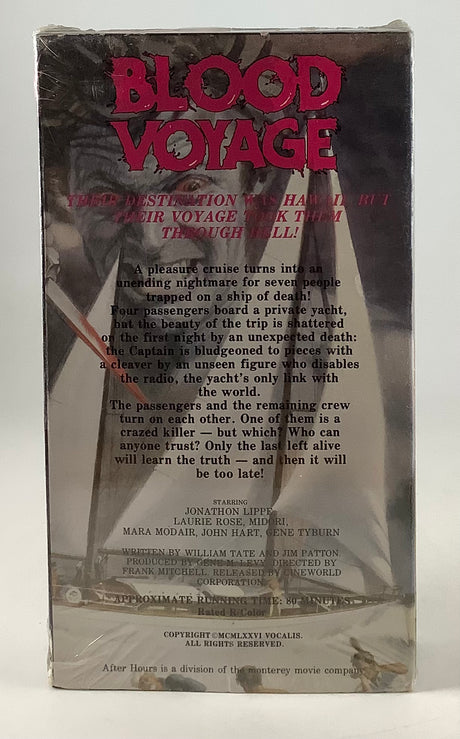 BLOOD
VOYAGE
THEIR DESTINATION WAS HAWAII, BUT
THEIR VOYAGE TOOK THEM
THROUGH HELL!
A pleasure cruise turns into an
unending nightmare for seven people
trapped on a ship of death!
Four passengers board a private yacht,
but the beauty of the trip is shattered
on the first night by an unexpected death:
the Captain is bludgeoned to pieces with
a cleaver by an unseen figure who disables
the radio, the yacht's only link with
the world.
The passengers and the remaining crew
turn on each other. One of them is a
crazed killer — but which? Who can
anyone trust? Only the last left alive
will learn the truth — and then it will
be too late!
STARRING
JONATHON LIPPE,
LAURIE ROSE, MIDORI,
MARA MODAIR, JOHN HART, GENE TYBURN
WRITTEN BY WILLIAM TATE AND JIM PATTON.
PRODUCED BY GENE M. LEVY. DIRECTED BY
FRANK MITCHELL. RELEASED BY CINEWORLD
CORPORATION.
APPROXIMATE RUNNING TIME: 80 MINUTES.
Rated R/Color
COPYRIGHT ©MCMLXXVI VOCALIS.
ALL RIGHTS RESERVED.
After Hours is a division of the monterey movie company